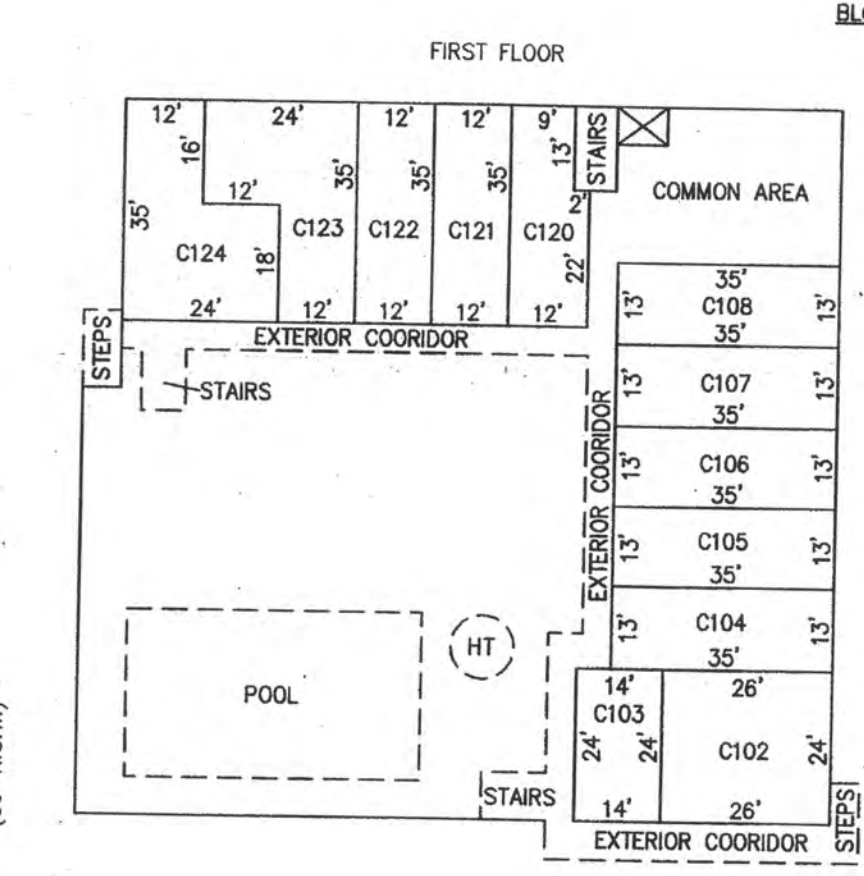 BLO
FIRST FLOOR
12' 24' 12' 12' 9'
16' 35' 35' 35' 13' STAIRS
COMMON AREA
35' 12' 2'
C124 C123 C122 C121 C120
18' 22'
24' 12' 12' 12' 12'
EXTERIOR COORIDOR
STEPS
STAIRS
35'
13' C108 13'
35'
13' C107 13'
35'
13' C106 13'
35'
13' C105 13'
35'
13' C104 13'
35'
EXTERIOR COORIDOR
HT
POOL
14' 26'
C103
24' 24' C102 24'
14' 26'
STAIRS
EXTERIOR COORIDOR
STEPS